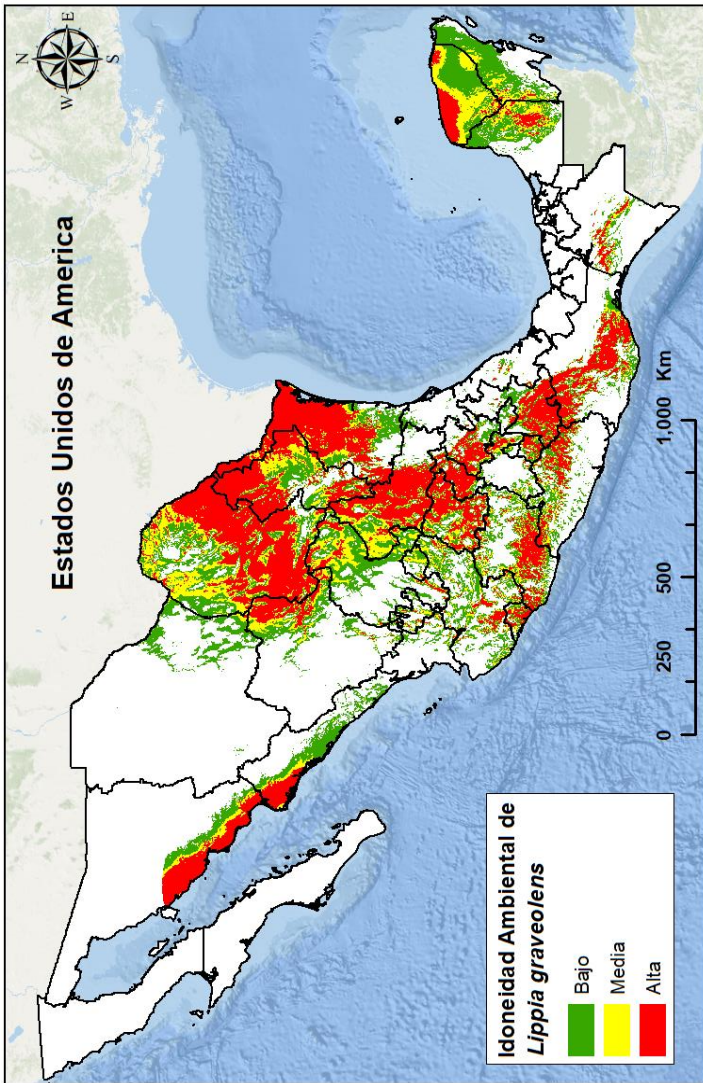 Estados Unidos de America
N
W
E
S
Idoneidad Ambiental de
Lippia graveolens
Bajo
Media
Alta
0 250 500 1,000 Km